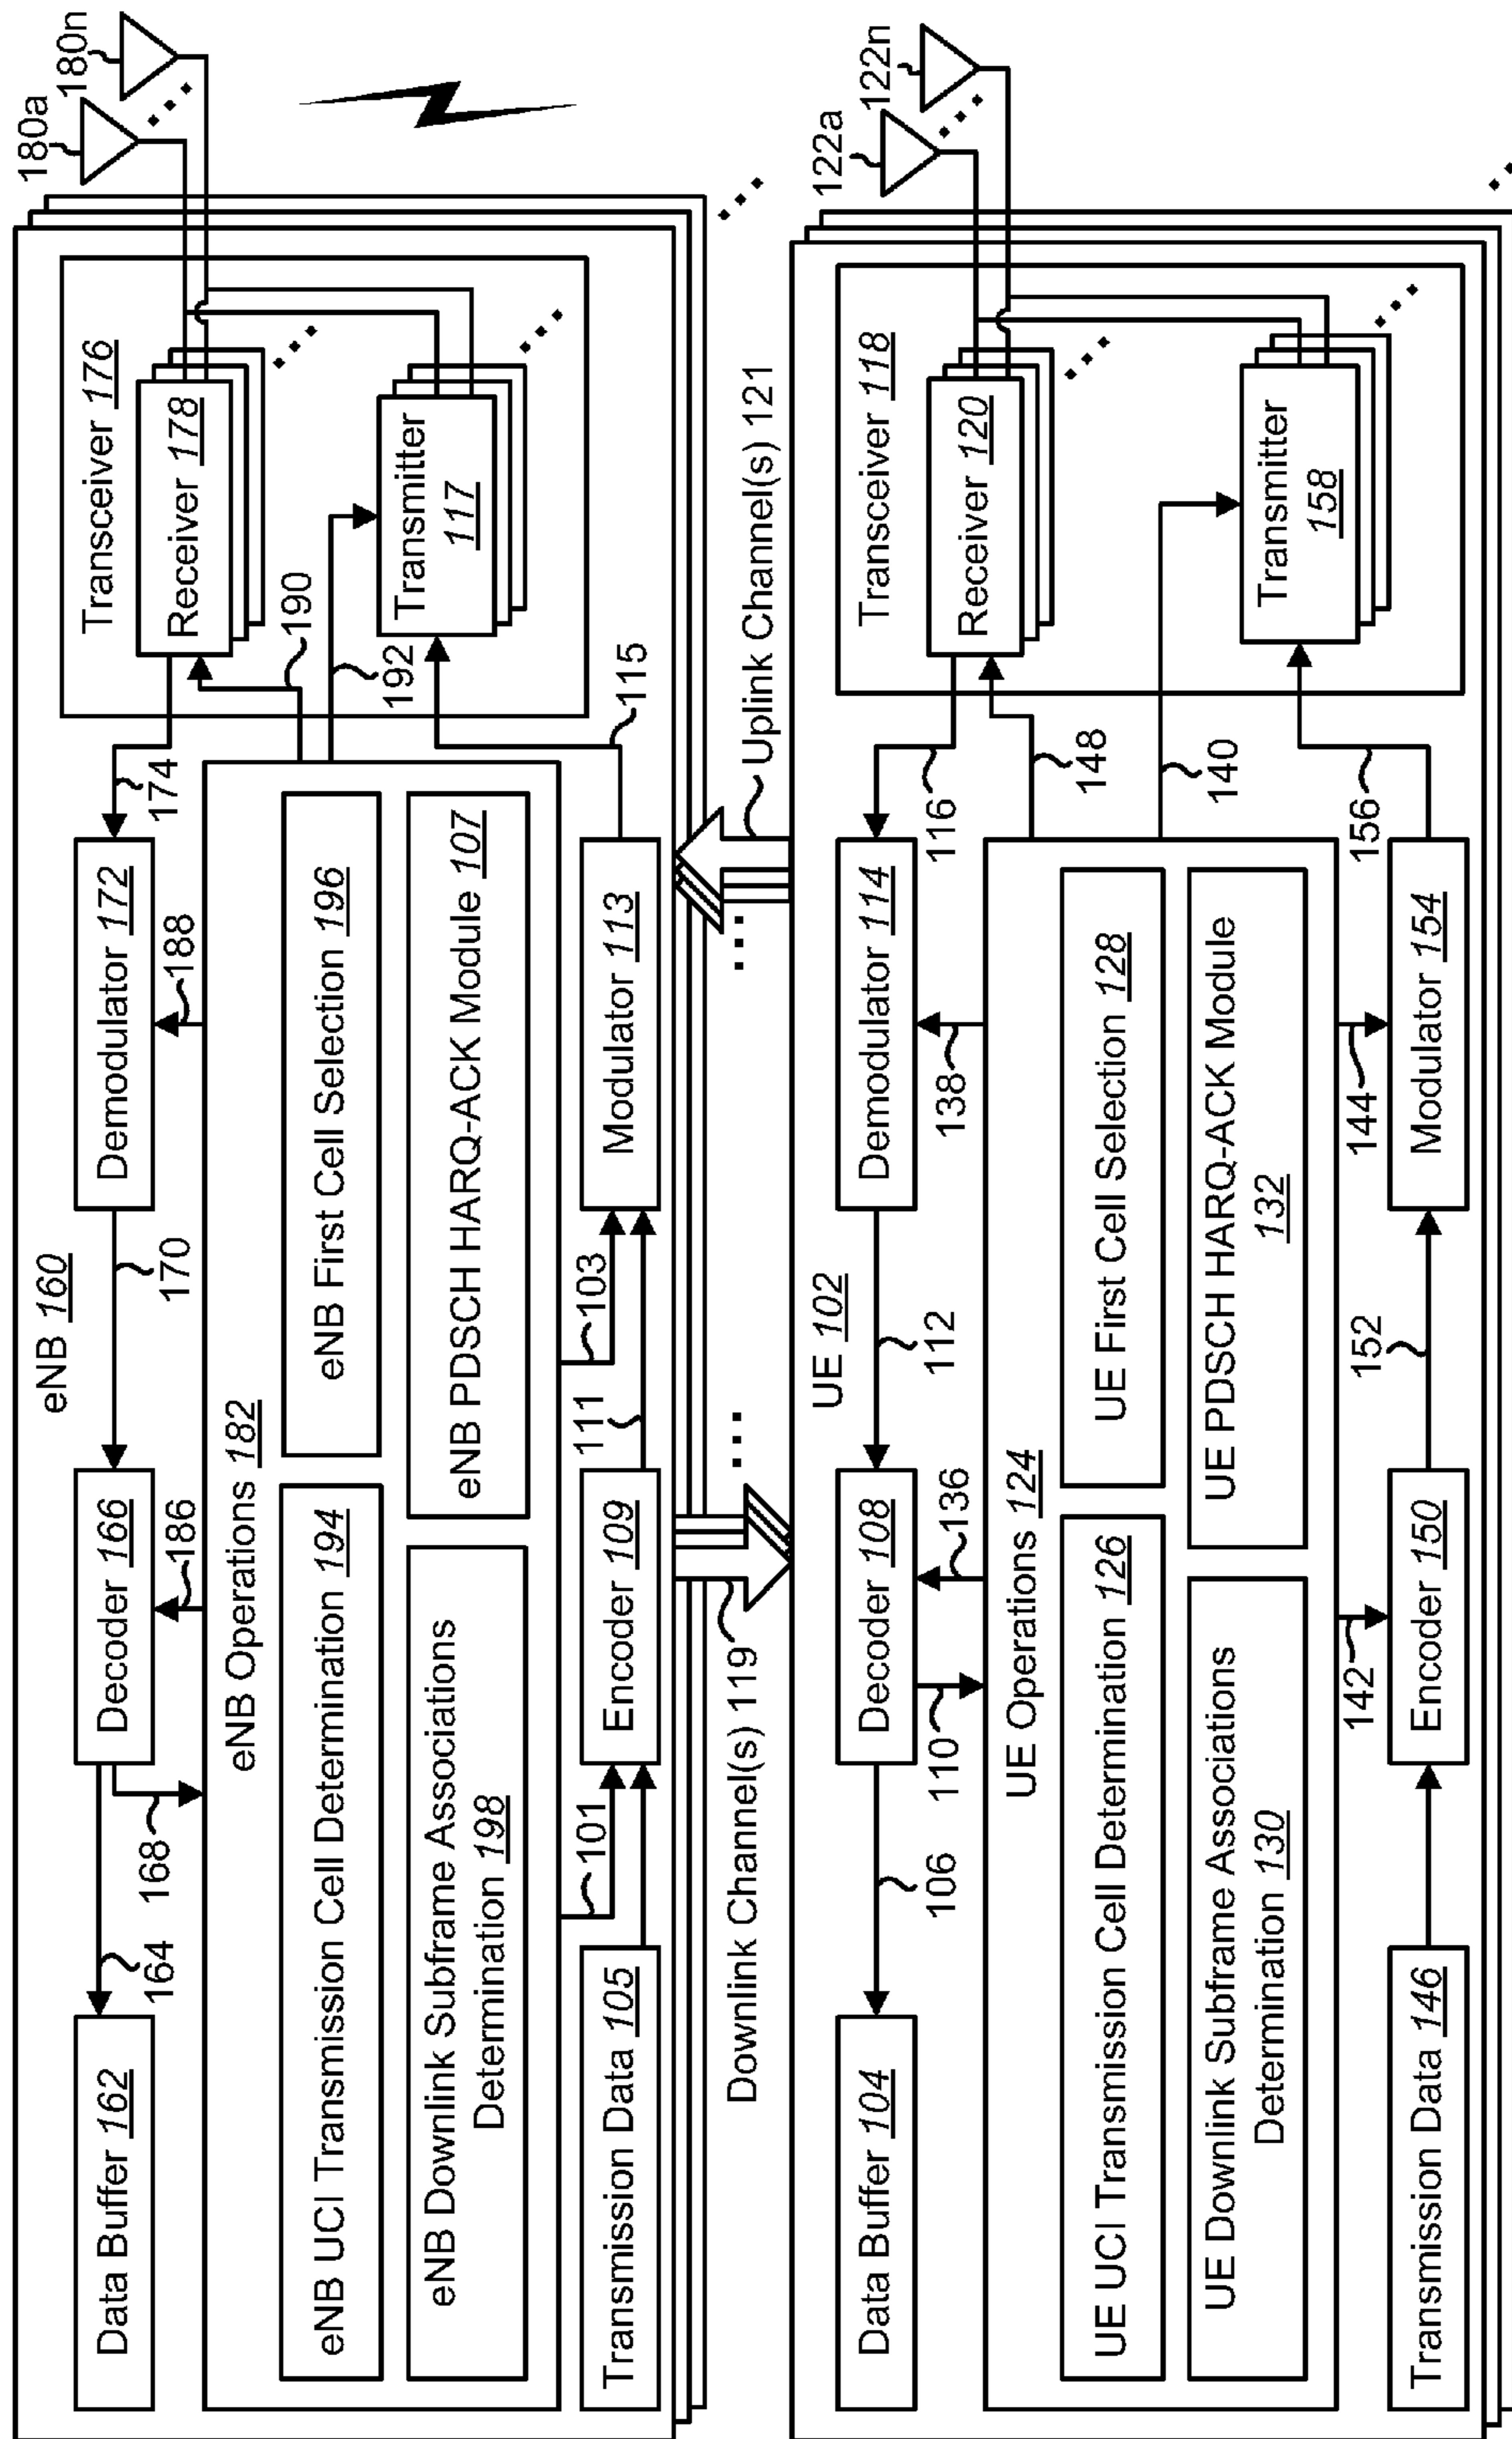 180a
180n
eNB 160
Transceiver 176
Data Buffer 162
164
168
Decoder 166
186
170
Demodulator 172
188
174
Receiver 178
190
eNB Operations 182
eNB UCI Transmission Cell Determination 194
eNB First Cell Selection 196
192
Transmitter
117
eNB Downlink Subframe Associations
Determination 198
eNB PDSCH HARQ-ACK Module 107
101
103
115
Transmission Data 105
Encoder 109
111
Modulator 113
Downlink Channel(s) 119
Uplink Channel(s) 121
122a
122n
UE 102
Transceiver 118
Data Buffer 104
106
Decoder 108
110
136
112
Demodulator 114
138
116
Receiver 120
148
UE Operations 124
UE UCI Transmission Cell Determination 126
UE First Cell Selection 128
140
Transmitter
158
UE Downlink Subframe Associations
Determination 130
UE PDSCH HARQ-ACK Module
132
142
144
156
Transmission Data 146
Encoder 150
152
Modulator 154